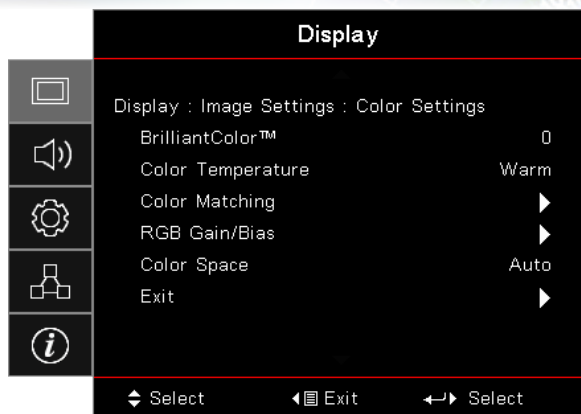 Display
Display : Image Settings : Color Settings
BrilliantColor™ 0
Color Temperature Warm
Color Matching
RGB Gain/Bias
Color Space Auto
Exit
Select Exit Select